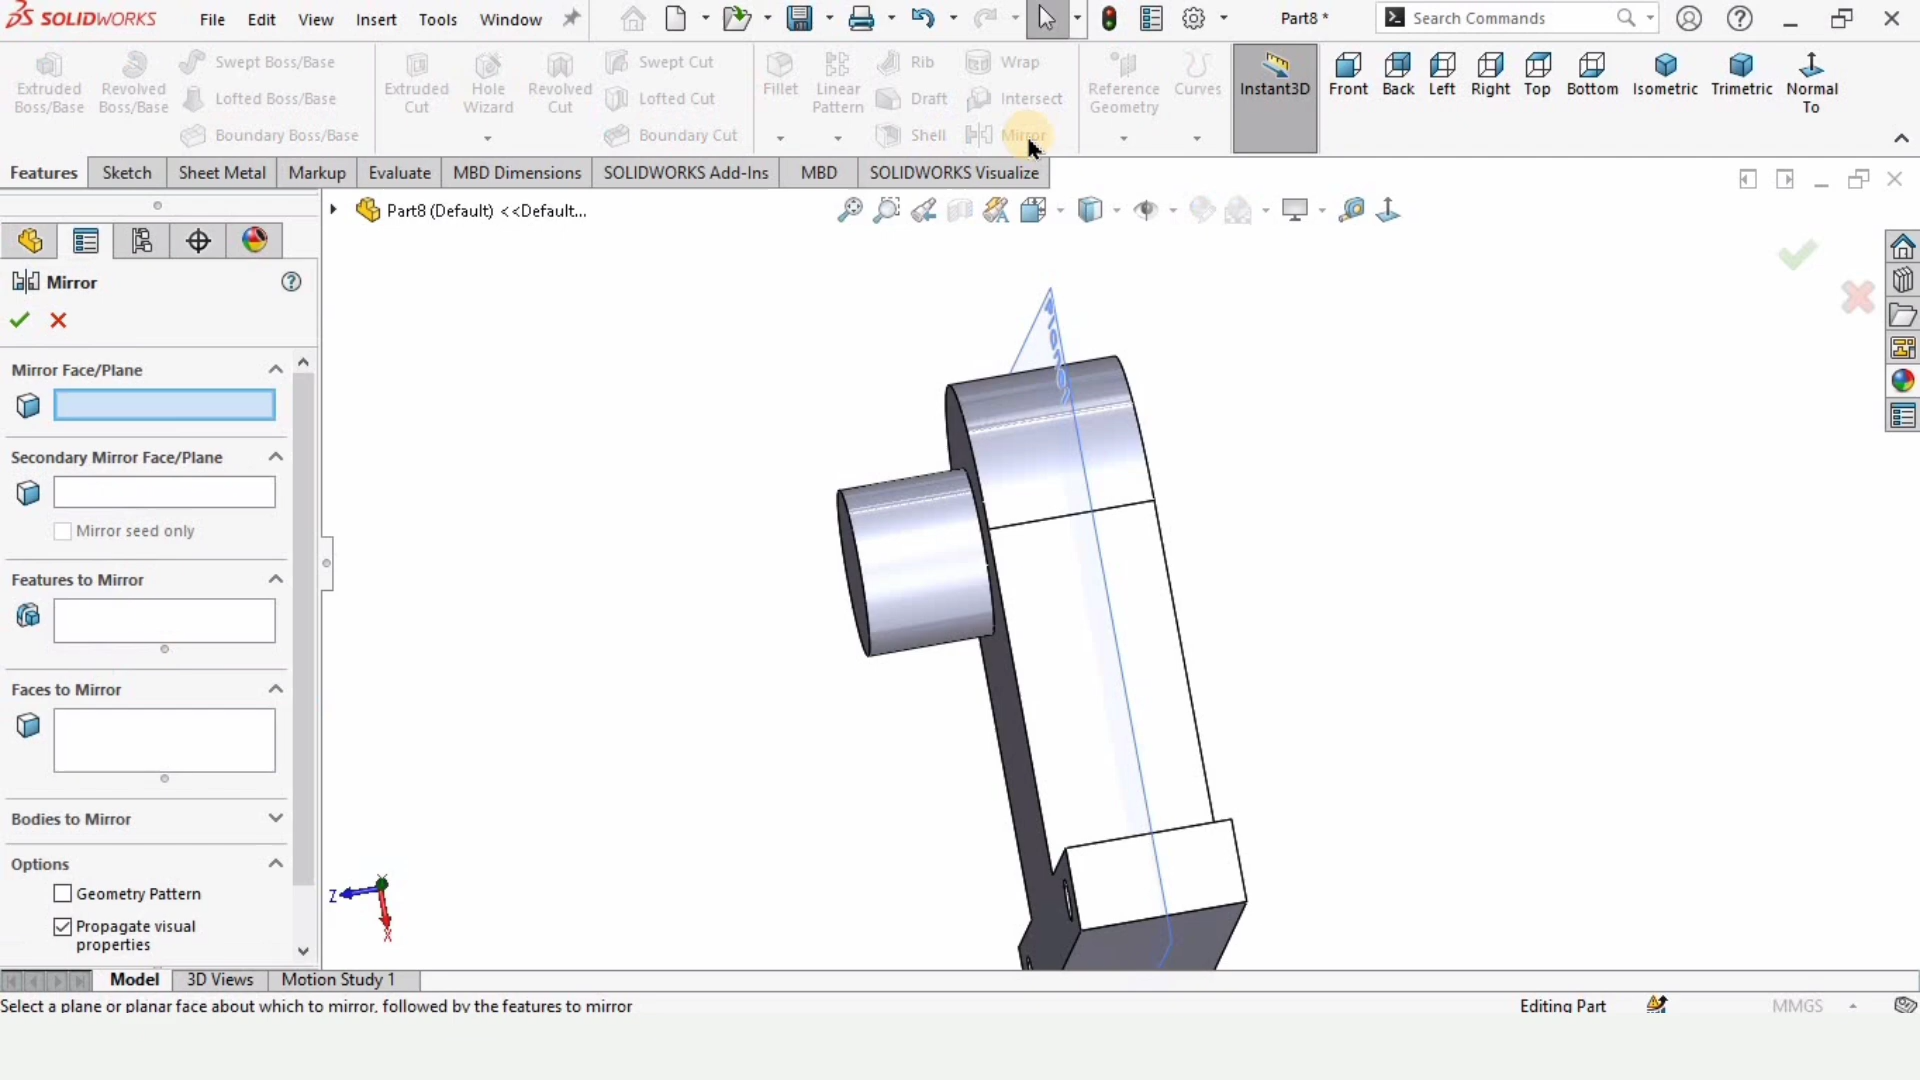 SOLIDWORKS File Edit View Insert Tools Window Part8 * Search Commands
Extruded Boss/Base
Revolved Boss/Base
Swept Boss/Base
Lofted Boss/Base
Boundary Boss/Base
Extruded Cut
Hole Wizard
Revolved Cut
Swept Cut
Lofted Cut
Boundary Cut
Fillet
Linear Pattern
Rib
Draft
Shell
Wrap
Intersect
Mirror
Reference Geometry
Curves
Instant3D
Front
Back
Left
Right
Top
Bottom
Isometric
Trimetric
Normal To
Features Sketch Sheet Metal Markup Evaluate MBD Dimensions SOLIDWORKS Add-Ins MBD SOLIDWORKS Visualize
Part8 (Default) <<Default...
Mirror
Mirror Face/Plane
Secondary Mirror Face/Plane
Mirror seed only
Features to Mirror
Faces to Mirror
Bodies to Mirror
Options
Geometry Pattern
Propagate visual
properties
Z
X
Model 3D Views Motion Study 1
Select a plane or planar face about which to mirror, followed by the features to mirror
Editing Part
MMGS